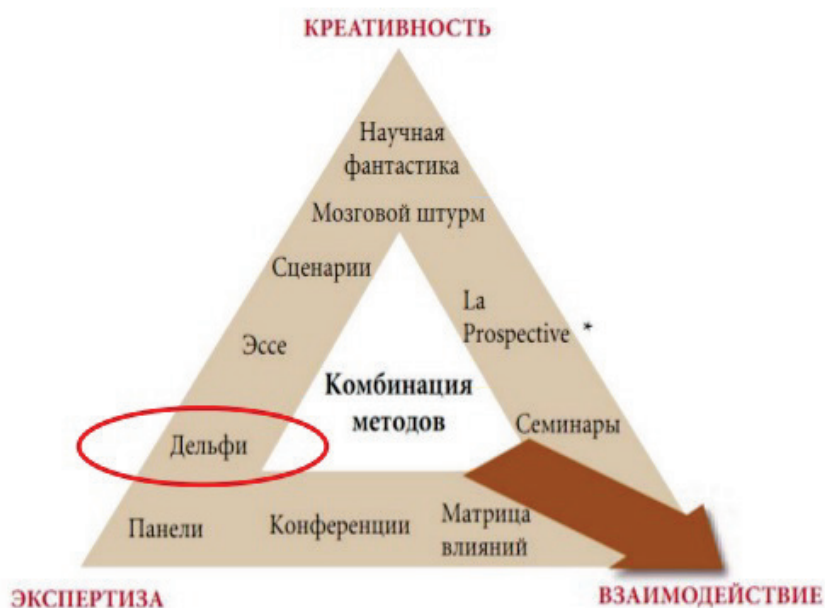 КРЕАТИВНОСТЬ
Научная
фантастика
Мозговой штурм
Сценарии
La
Prospective *
Эссе
Комбинация
методов
Семинары
Дельфи
Панели
Конференции
Матрица
влияний
ЭКСПЕРТИЗА
ВЗАИМОДЕЙСТВИЕ